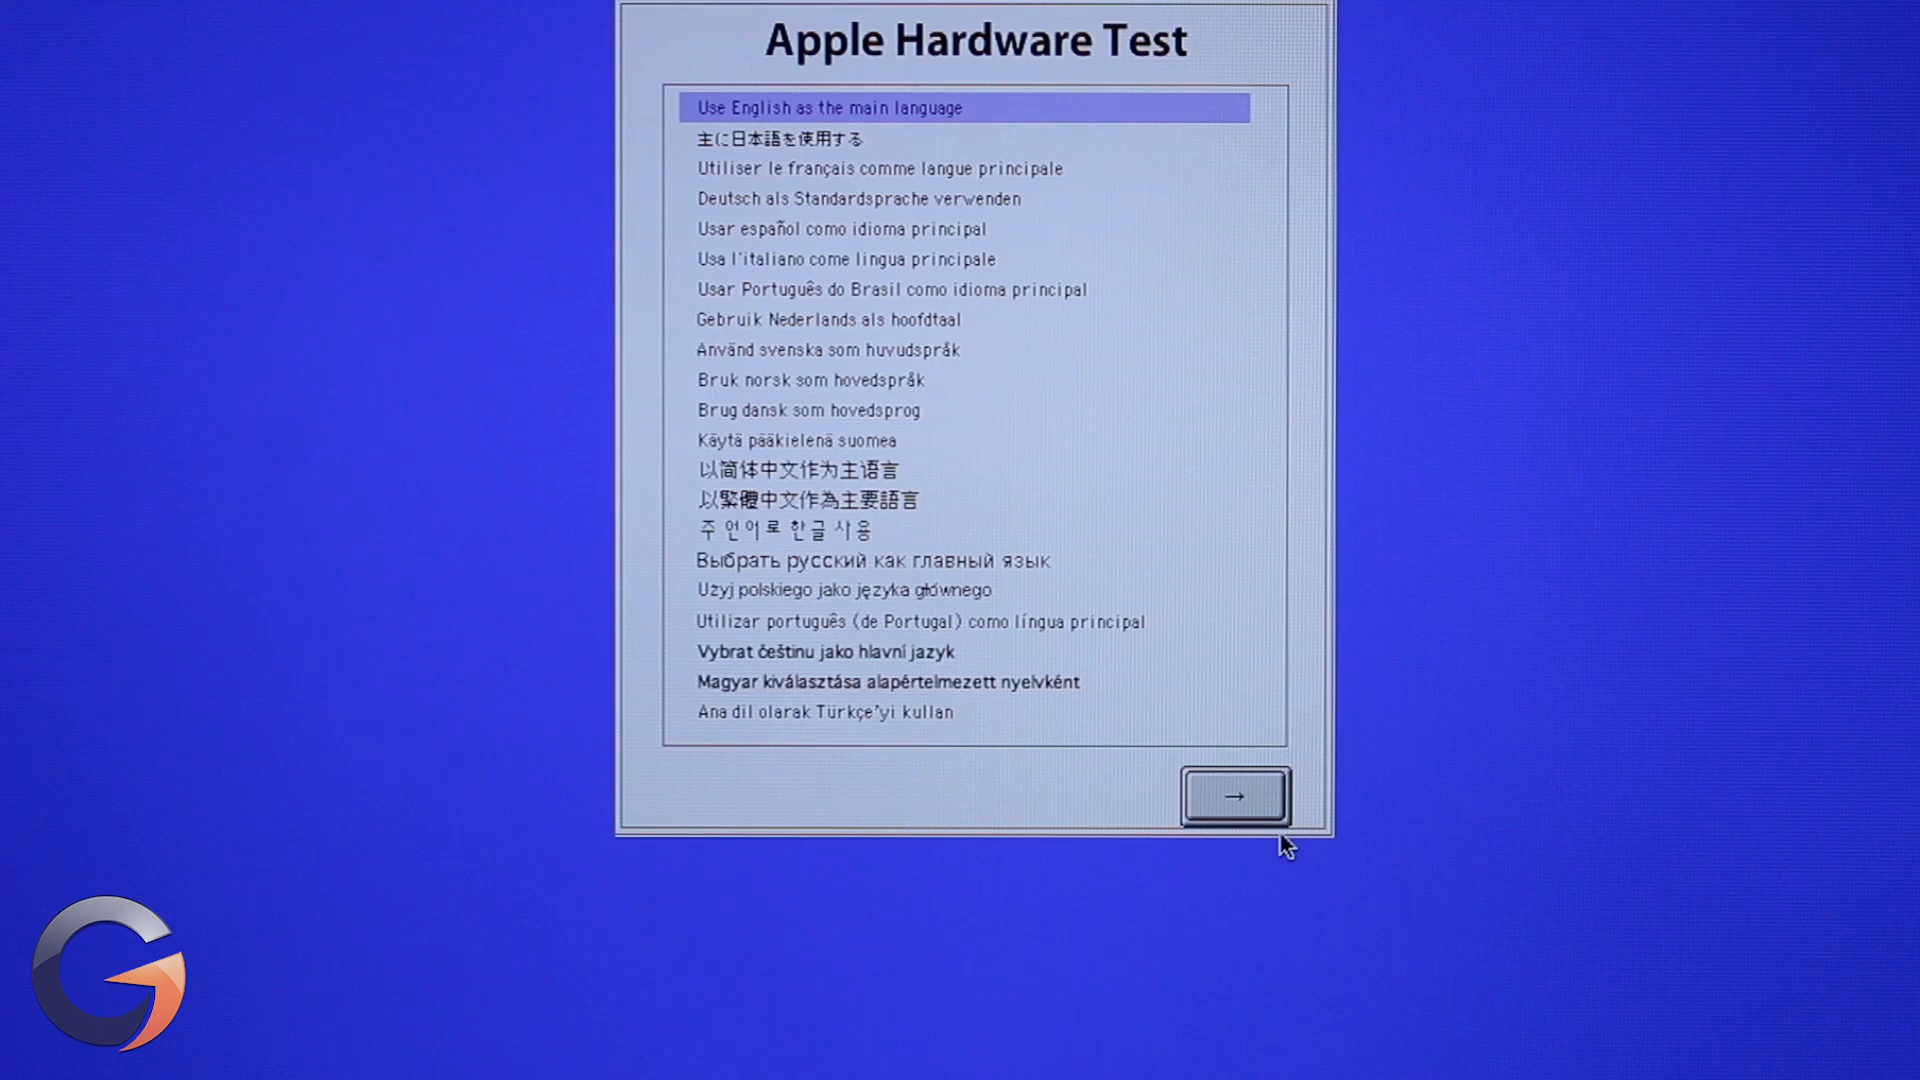 Apple Hardware Test
Use English as the main language
主に日本語を使用する
Utiliser le français comme langue principale
Deutsch als Standardsprache verwenden
Usar español como idioma principal
Usa l'italiano come lingua principale
Usar Português do Brasil como idioma principal
Gebruik Nederlands als hoofdtaal
Använd svenska som huvudspråk
Bruk norsk som hovedspråk
Brug dansk som hovedsprog
Käytä pääkielenä suomea
以简体中文作为主语言
以繁體中文作為主要語言
주 언어로 한글 사용
Выбрать русский как главный язык
Użyj polskiego jako języka głównego
Utilizar português (de Portugal) como língua principal
Vybrat češtinu jako hlavní jazyk
Magyar kiválasztása alapértelmezett nyelvként
Ana dil olarak Türkçe'yi kullan
→